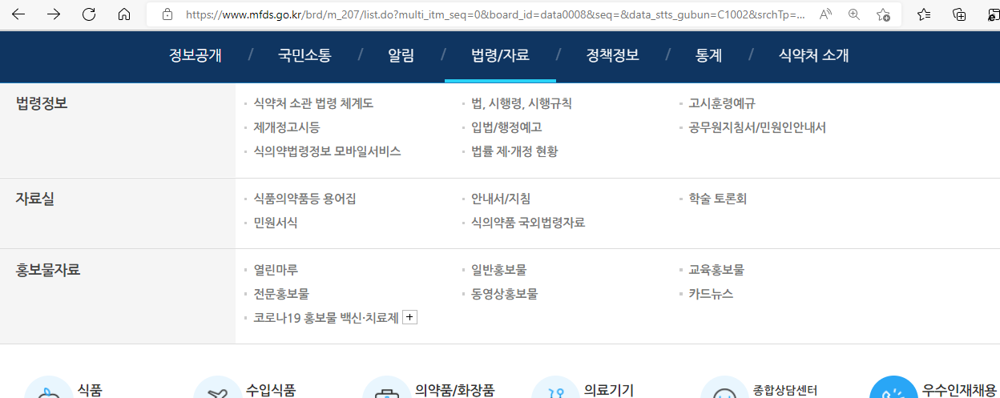 https://www.mfds.go.kr/brd/m_207/list.do?multi_itm_seq=0&board_id=data0008&seq=&data_stts_gubun=C1002&srchTp=...
정보공개 / 국민소통 / 알림 / 법령/자료 / 정책정보 / 통계 / 식약처 소개
법령정보
식약처 소관 법령 체계도 법, 시행령, 시행규칙 고시훈령예규
제개정고시등 입법/행정예고 공무원지침서/민원인안내서
식의약법령정보 모바일서비스 법률 제·개정 현황
자료실
식품의약품등 용어집 안내서/지침 학술 토론회
민원서식 식의약품 국외법령자료
홍보물자료
열린마루 일반홍보물 교육홍보물
전문홍보물 동영상홍보물 카드뉴스
코로나19 홍보물 백신·치료제 +
식품 수입식품 의약품/화장품 의료기기 종합상담센터 우수인재채용